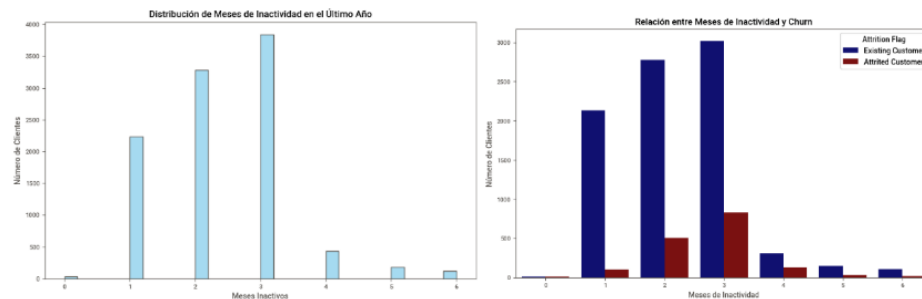 Distribución de Meses de Inactividad en el Último Año
Número de Clientes
4000
3500
3000
2500
2000
1500
1000
500
0
0 1 2 3 4 5 6
Meses Inactivos
Relación entre Meses de Inactividad y Churn
Attrition Flag
Existing Customer
Attrited Customer
Número de Clientes
3000
2500
2000
1500
1000
500
0
0 1 2 3 4 5 6
Meses de Inactividad